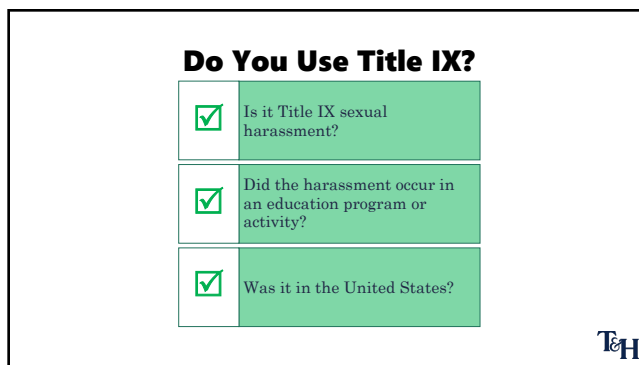 Do You Use Title IX?
Is it Title IX sexual
harassment?
Did the harassment occur in
an education program or
activity?
Was it in the United States?
T&H